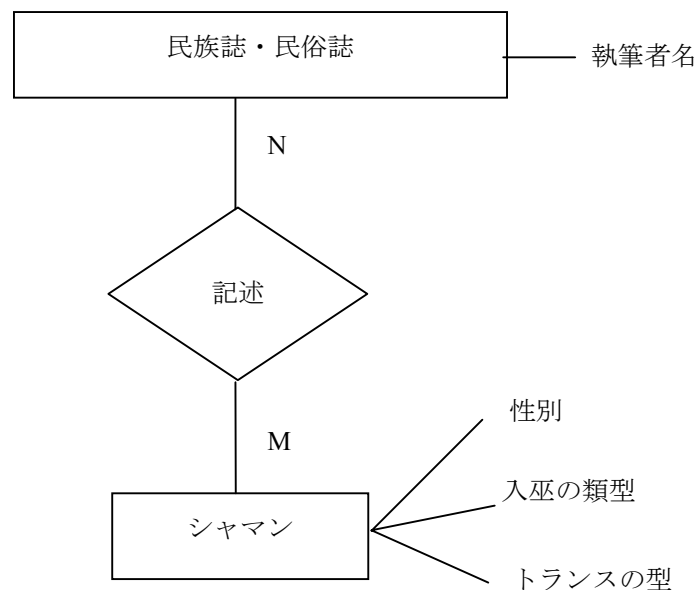 民族誌・民俗誌
執筆者名
N
記述
M
性別
入巫の類型
シャマン
トランスの型